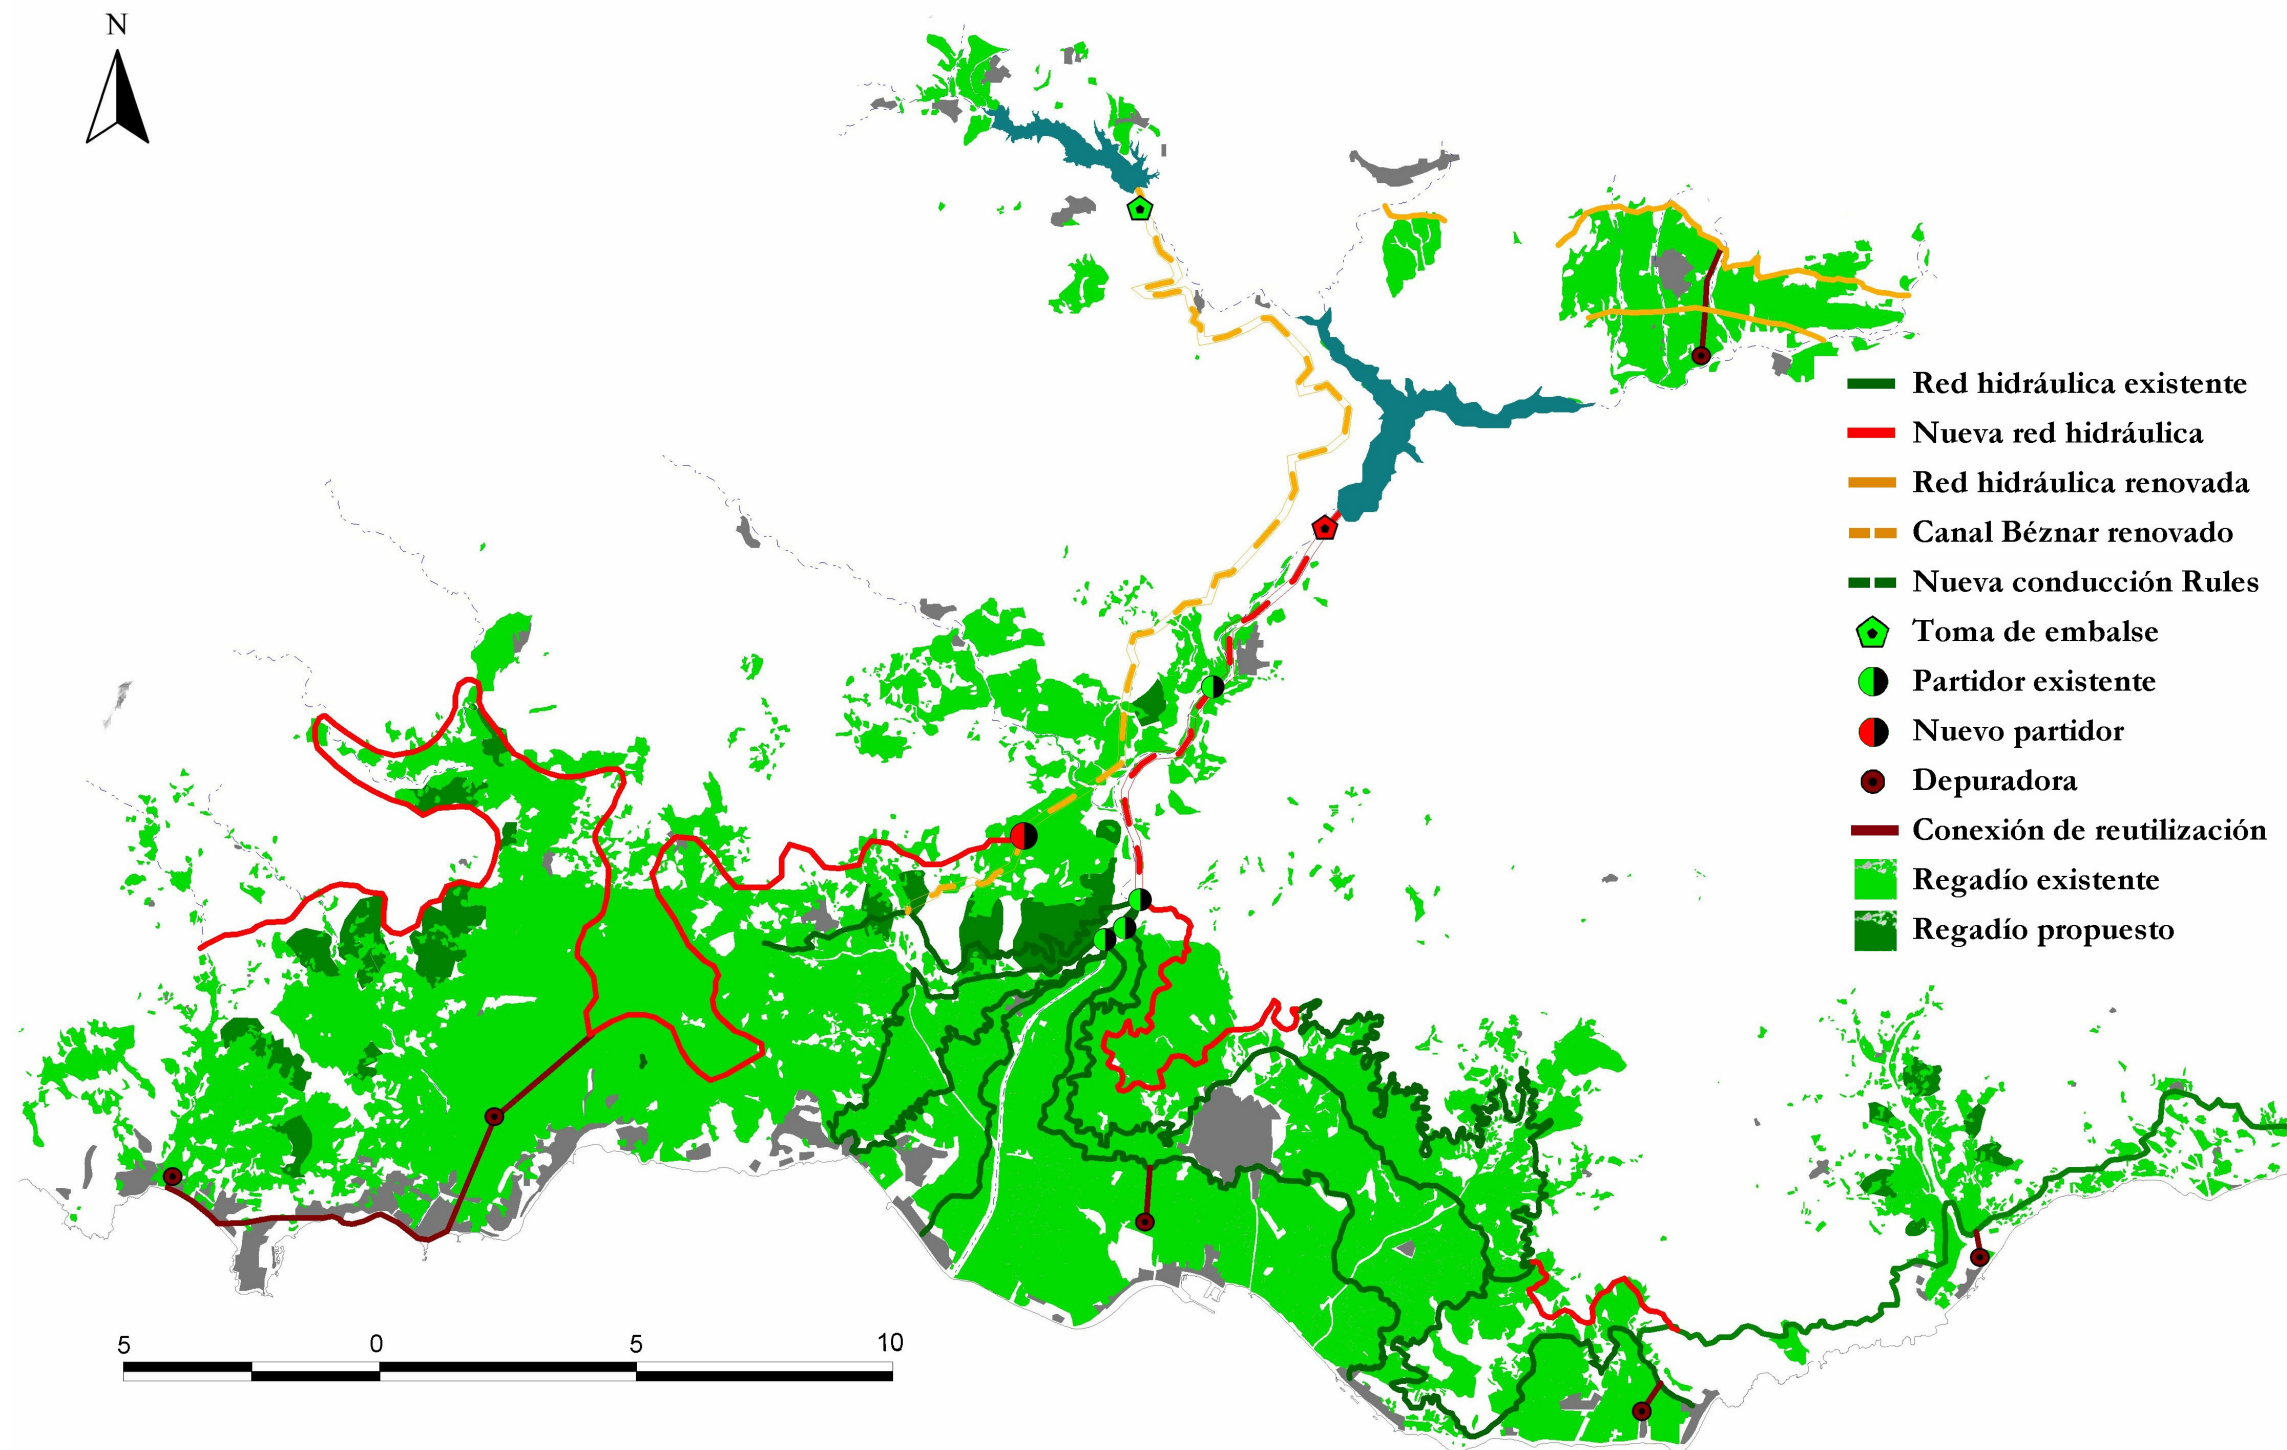 N
Red hidráulica existente
Nueva red hidráulica
Red hidráulica renovada
Canal Béznar renovado
Nueva conducción Rules
Toma de embalse
Partidor existente
Nuevo partidor
Depuradora
Conexión de reutilización
Regadío existente
Regadío propuesto
5 0 5 10